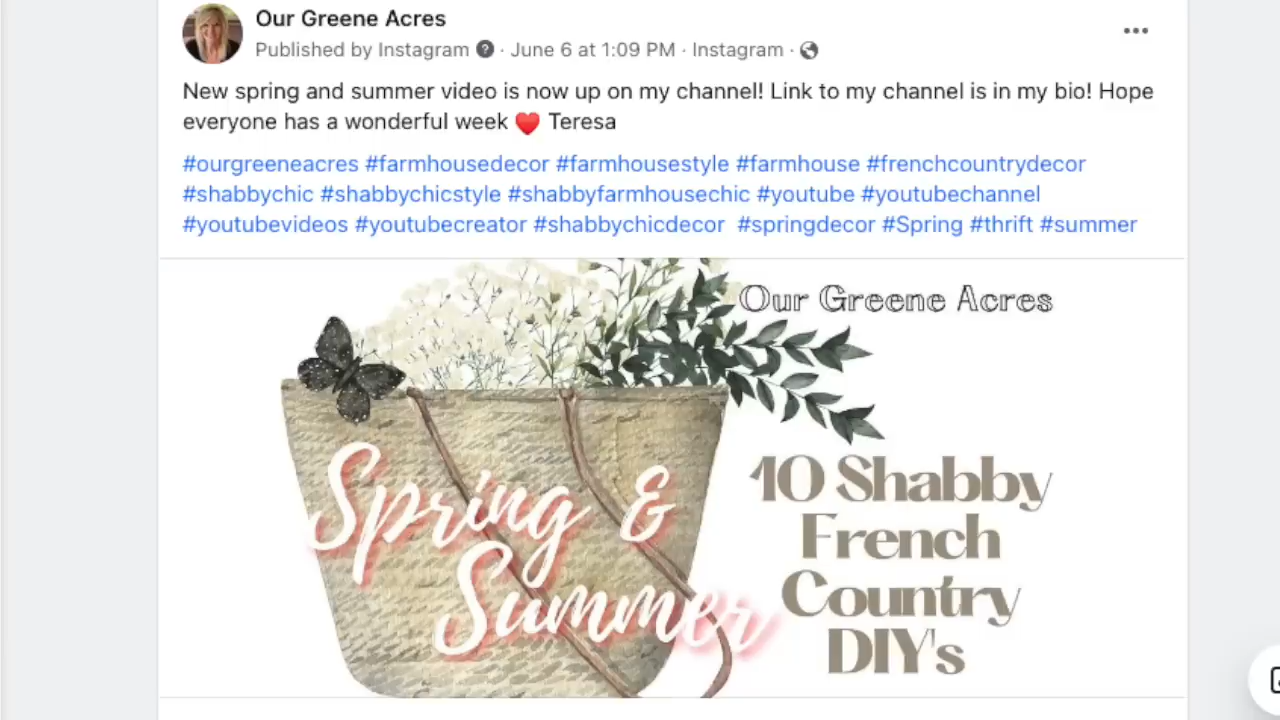 Our Greene Acres
Published by Instagram · June 6 at 1:09 PM · Instagram ·
New spring and summer video is now up on my channel! Link to my channel is in my bio! Hope
everyone has a wonderful week ❤️ Teresa
#ourgreeneacres #farmhousedecor #farmhousestyle #farmhouse #frenchcountrydecor
#shabbychic #shabbychicstyle #shabbyfarmhousechic #youtube #youtubechannel
#youtubevideos #youtubecreator #shabbychicdecor #springdecor #Spring #thrift #summer
Our Greene Acres
Spring &
Summer
10 Shabby
French
Country
DIY's